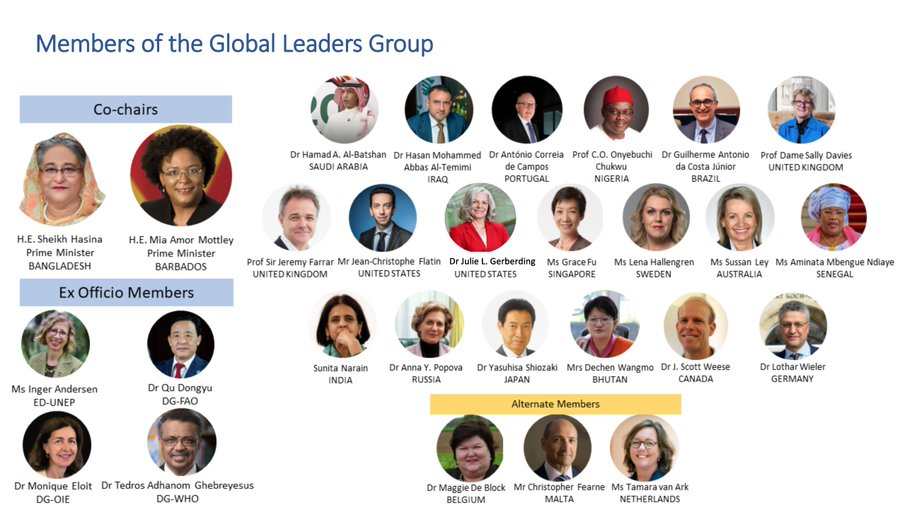 Members of the Global Leaders Group
Co-chairs
H.E. Sheikh Hasina
Prime Minister
BANGLADESH
H.E. Mia Amor Mottley
Prime Minister
BARBADOS
Ex Officio Members
Ms Inger Andersen
ED-UNEP
Dr Qu Dongyu
DG-FAO
Dr Monique Eloit
DG-OIE
Dr Tedros Adhanom Ghebreyesus
DG-WHO
Dr Hamad A. Al-Batshan
SAUDI ARABIA
Dr Hasan Mohammed
Abbas Al-Temimi
IRAQ
Dr António Correia
de Campos
PORTUGAL
Prof C.O. Onyebuchi
Chukwu
NIGERIA
Dr Guilherme Antonio
da Costa Júnior
BRAZIL
Prof Dame Sally Davies
UNITED KINGDOM
Prof Sir Jeremy Farrar
UNITED KINGDOM
Mr Jean-Christophe Flatin
UNITED STATES
Dr Julie L. Gerberding
UNITED STATES
Ms Grace Fu
SINGAPORE
Ms Lena Hallengren
SWEDEN
Ms Sussan Ley
AUSTRALIA
Ms Aminata Mbengue Ndiaye
SENEGAL
Sunita Narain
INDIA
Dr Anna Y. Popova
RUSSIA
Dr Yasuhisa Shiozaki
JAPAN
Mrs Dechen Wangmo
BHUTAN
Dr J. Scott Weese
CANADA
Dr Lothar Wieler
GERMANY
Alternate Members
Dr Maggie De Block
BELGIUM
Mr Christopher Fearne
MALTA
Ms Tamara van Ark
NETHERLANDS